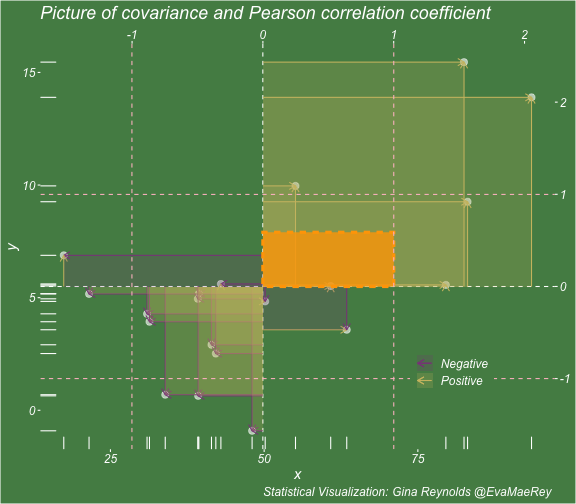 Picture of covariance and Pearson correlation coefficient
-1 0 1 2
15
2
10
1
y
0
5
Negative
-1
Positive
0
25 50 75
x
Statistical Visualization: Gina Reynolds @EvaMaeRey